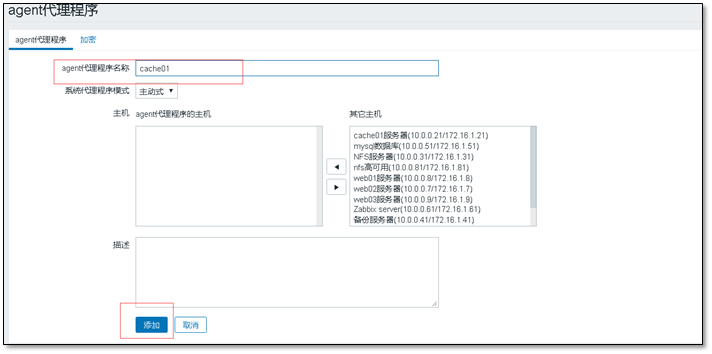 agent代理程序
agent代理程序 加密
agent代理程序名称 cache01
系统代理程序模式 主动式
主机 agent代理程序的主机 其它主机
cache01服务器(10.0.0.21/172.16.1.21)
mysql数据库(10.0.0.51/172.16.1.51)
NFS服务器(10.0.0.31/172.16.1.31)
nfs高可用(10.0.0.81/172.16.1.81)
web01服务器(10.0.0.8/172.16.1.8)
web02服务器(10.0.0.7/172.16.1.7)
web03服务器(10.0.0.9/172.16.1.9)
Zabbix server(10.0.0.61/172.16.1.61)
备份服务器(10.0.0.41/172.16.1.41)
描述
添加 取消